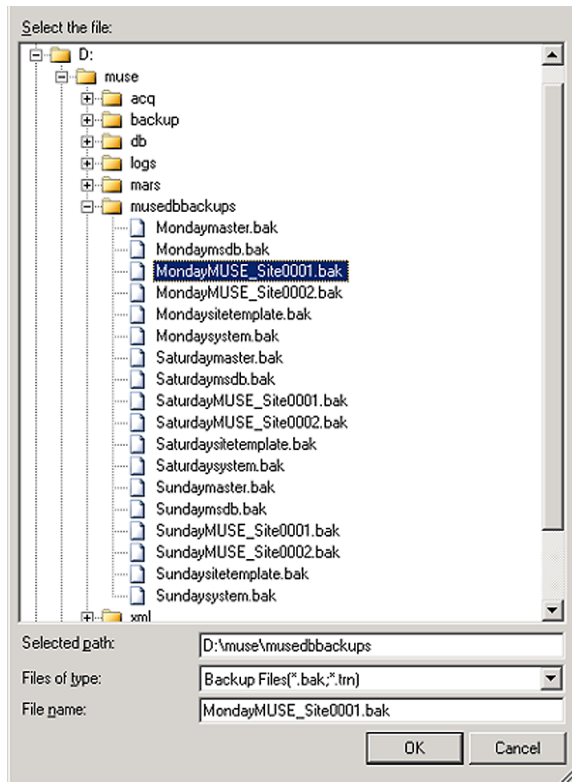 Select the file:
D:
muse
acq
backup
db
logs
mars
musedbbackups
Mondaymaster.bak
Mondaymsdb.bak
MondayMUSE_Site0001.bak
MondayMUSE_Site0002.bak
Mondaysitetemplate.bak
Mondaysystem.bak
Saturdaymaster.bak
Saturdaymsdb.bak
SaturdayMUSE_Site0001.bak
SaturdayMUSE_Site0002.bak
Saturdaysitetemplate.bak
Saturdaysystem.bak
Sundaymaster.bak
Sundaymsdb.bak
SundayMUSE_Site0001.bak
SundayMUSE_Site0002.bak
Sundaysitetemplate.bak
Sundaysystem.bak
xml
Selected path: D:\muse\musedbbackups
Files of type: Backup Files(*.bak;*.trn)
File name: MondayMUSE_Site0001.bak
OK Cancel